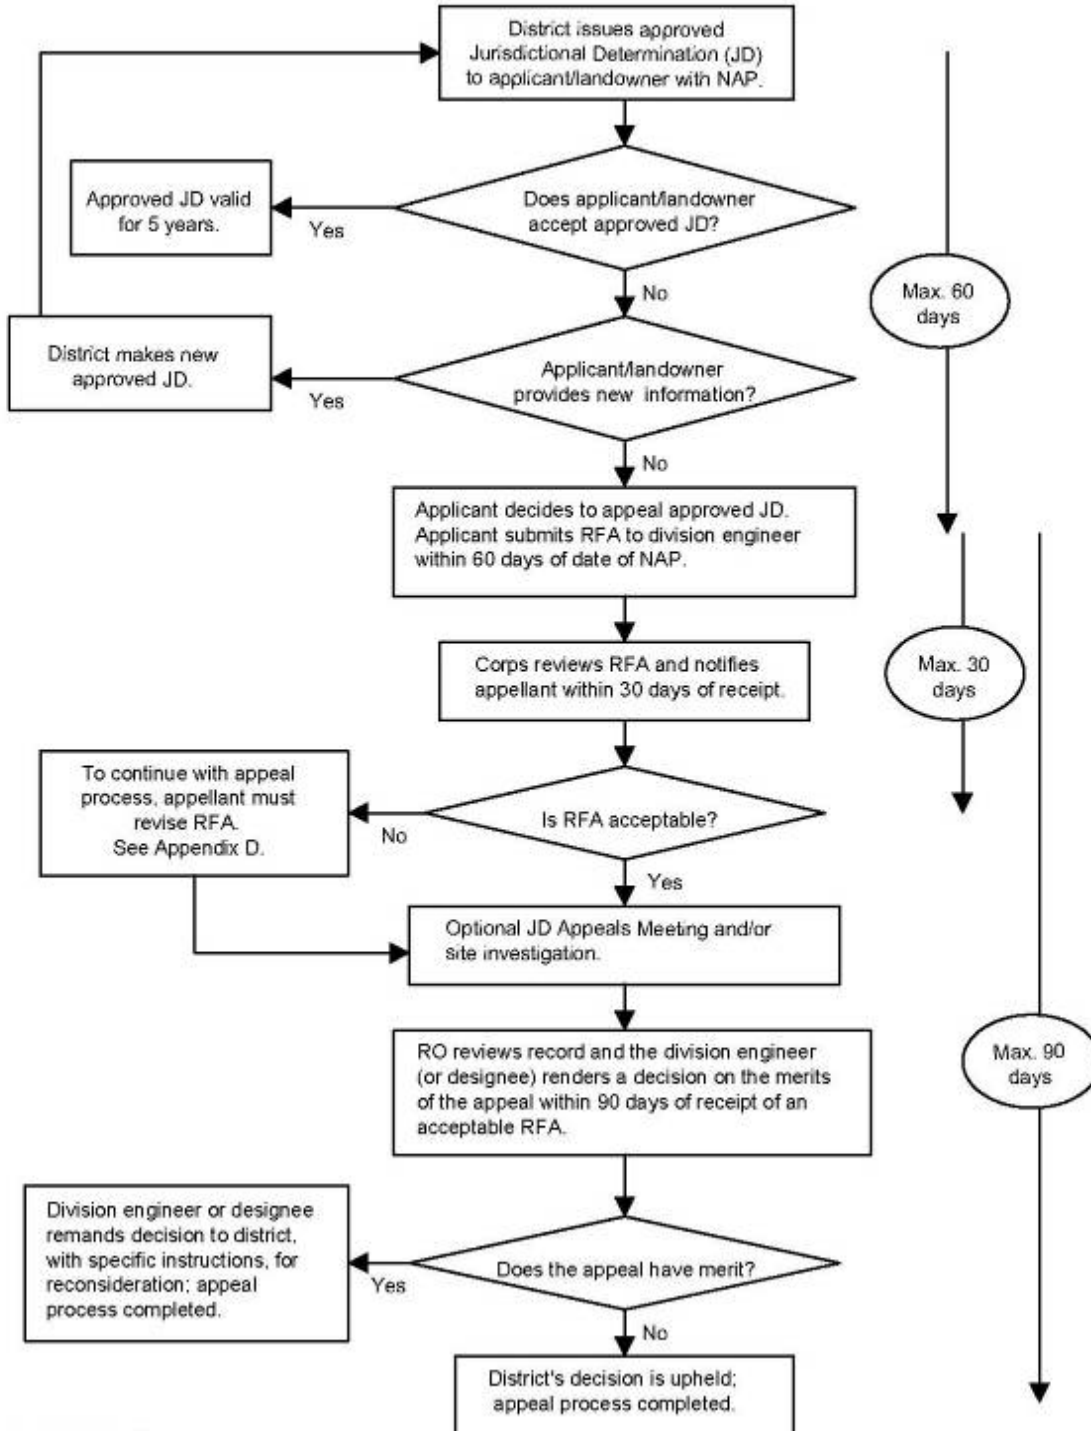 District issues approved
Jurisdictional Determination (JD)
to applicant/landowner with NAP.
Does applicant/landowner
accept approved JD?
Yes
Approved JD valid
for 5 years.
No
Max. 60
days
Applicant/landowner
provides new information?
Yes
District makes new
approved JD.
No
Applicant decides to appeal approved JD.
Applicant submits RFA to division engineer
within 60 days of date of NAP.
Corps reviews RFA and notifies
appellant within 30 days of receipt.
Max. 30
days
Is RFA acceptable?
No
To continue with appeal
process, appellant must
revise RFA.
See Appendix D.
Yes
Optional JD Appeals Meeting and/or
site investigation.
RO reviews record and the division engineer
(or designee) renders a decision on the merits
of the appeal within 90 days of receipt of an
acceptable RFA.
Max. 90
days
Does the appeal have merit?
Yes
Division engineer or designee
remands decision to district,
with specific instructions, for
reconsideration; appeal
process completed.
No
District's decision is upheld;
appeal process completed.